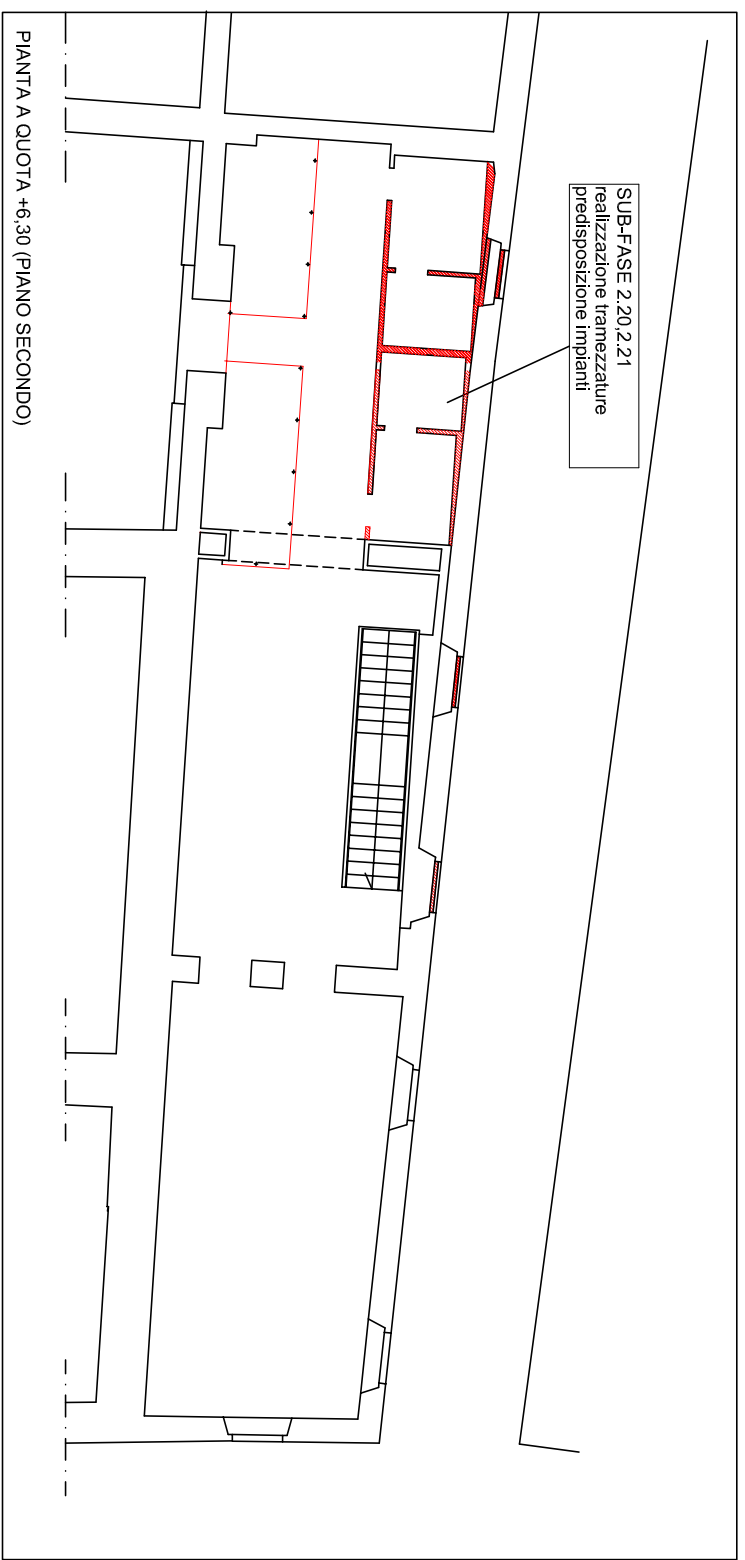 SUB-FASE 2.20,2.21
realizzazione tramezzature
predisposizione impianti
PIANTA A QUOTA +6,30 (PIANO SECONDO)